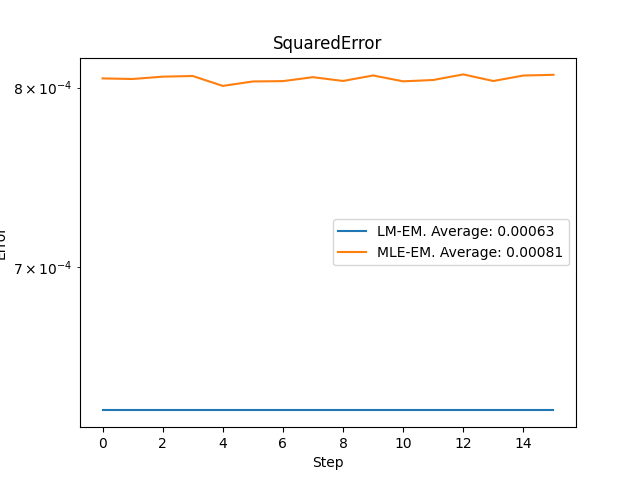 SquaredError
8 × 10⁻⁴
7 × 10⁻⁴
Error
LM-EM. Average: 0.00063
MLE-EM. Average: 0.00081
0 2 4 6 8 10 12 14
Step